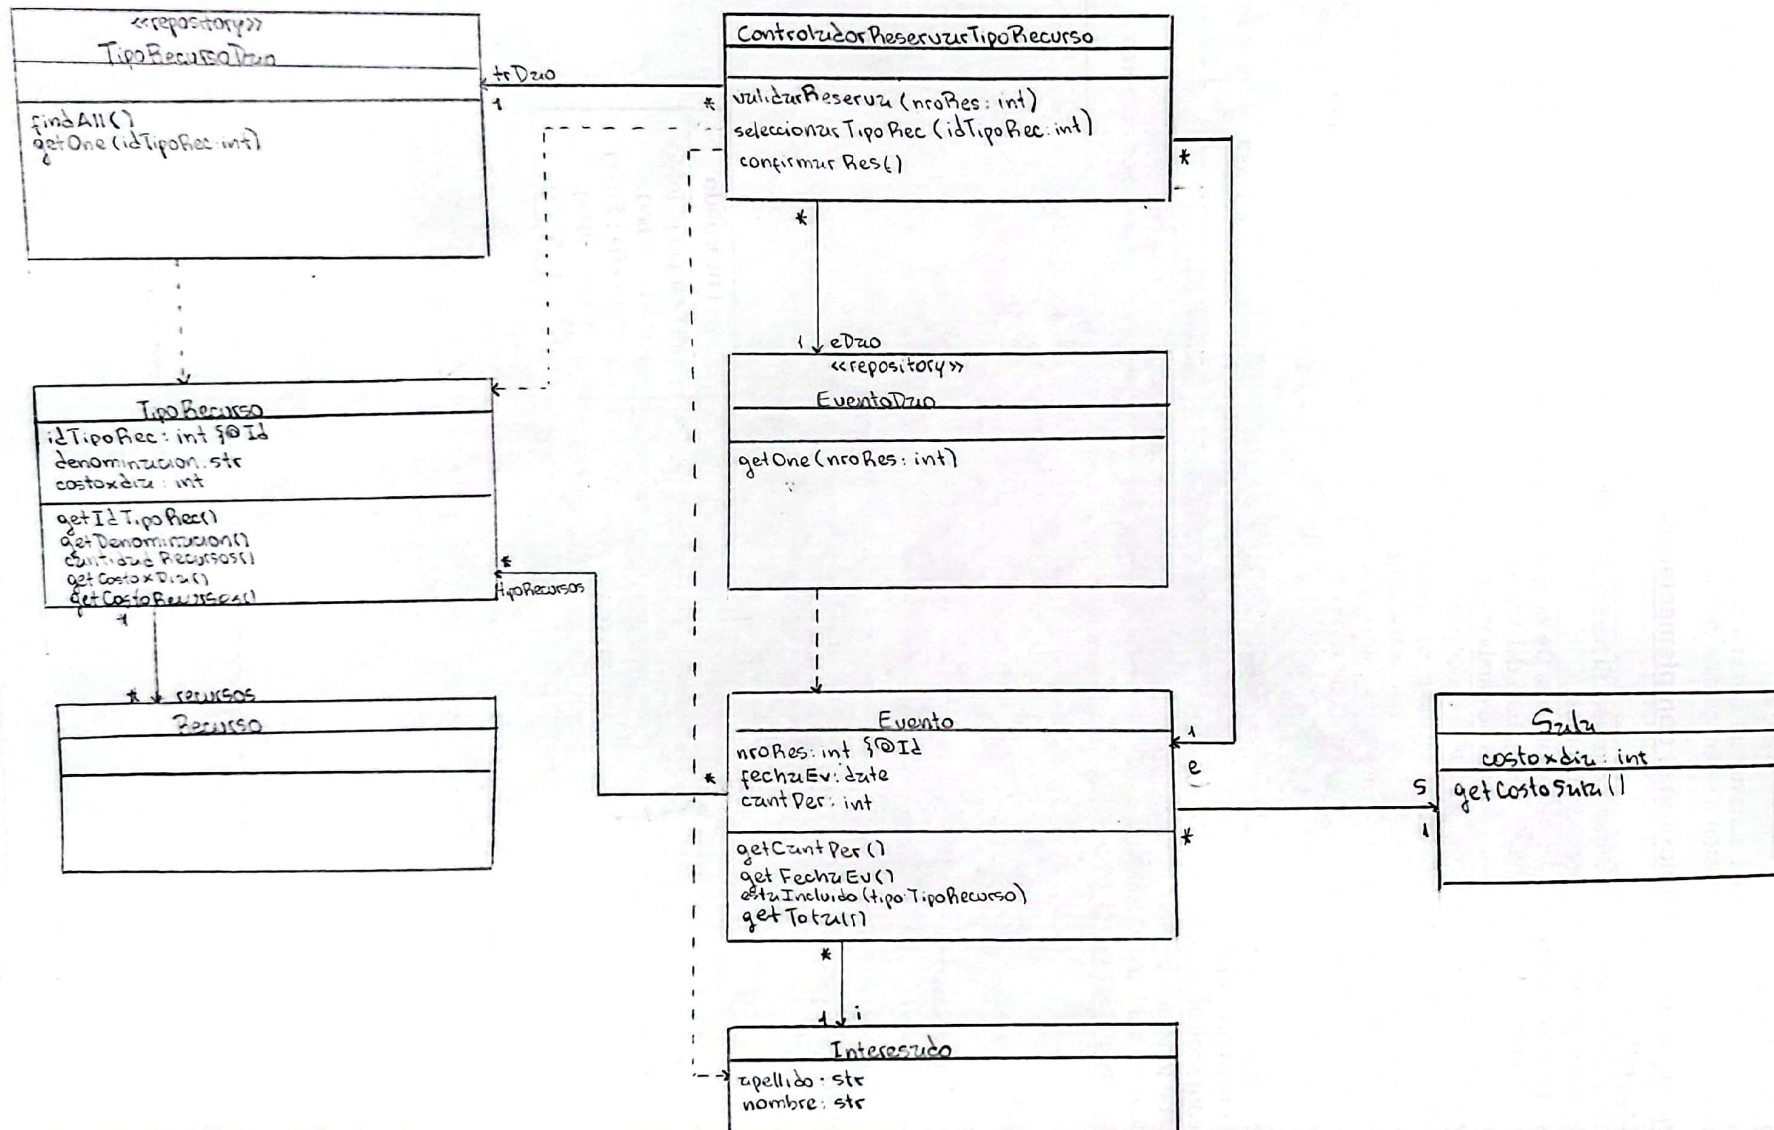 <<repository>>
TipoRecursoDao
findAll()
getOne(idTipoRec:int)
ControladorReservarTipoRecurso
validarReserva(nroRes: int)
seleccionarTipoRec(idTipoRec:int)
confirmarRes()
trDao
1
*
*
*
1 eDao
<<repository>>
EventoDao
getOne(nroRes: int)
TipoRecurso
idTipoRec: int {@Id
denominacion: str
costoxdia: int
getIdTipoRec()
getDenominacion()
cantidadRecursos()
getCostoxDia()
getCostoRecursos()
*
tipoRecursos
1
* recursos
Recurso
Evento
nroRes: int {@Id
fechaEv: date
cantPer: int
getCantPer()
getFechaEv()
estaIncluido(tipo:TipoRecurso)
getTotal()
*
1
e
S
1
*
Sala
costoxdia: int
getCostoSala()
*
1 i
Interesado
apellido: str
nombre: str